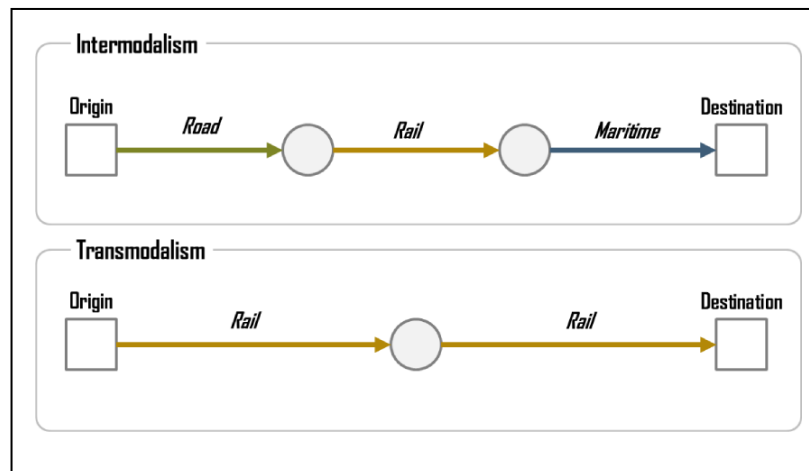 Intermodalism
Origin
Road
Rail
Maritime
Destination
Transmodalism
Origin
Rail
Rail
Destination